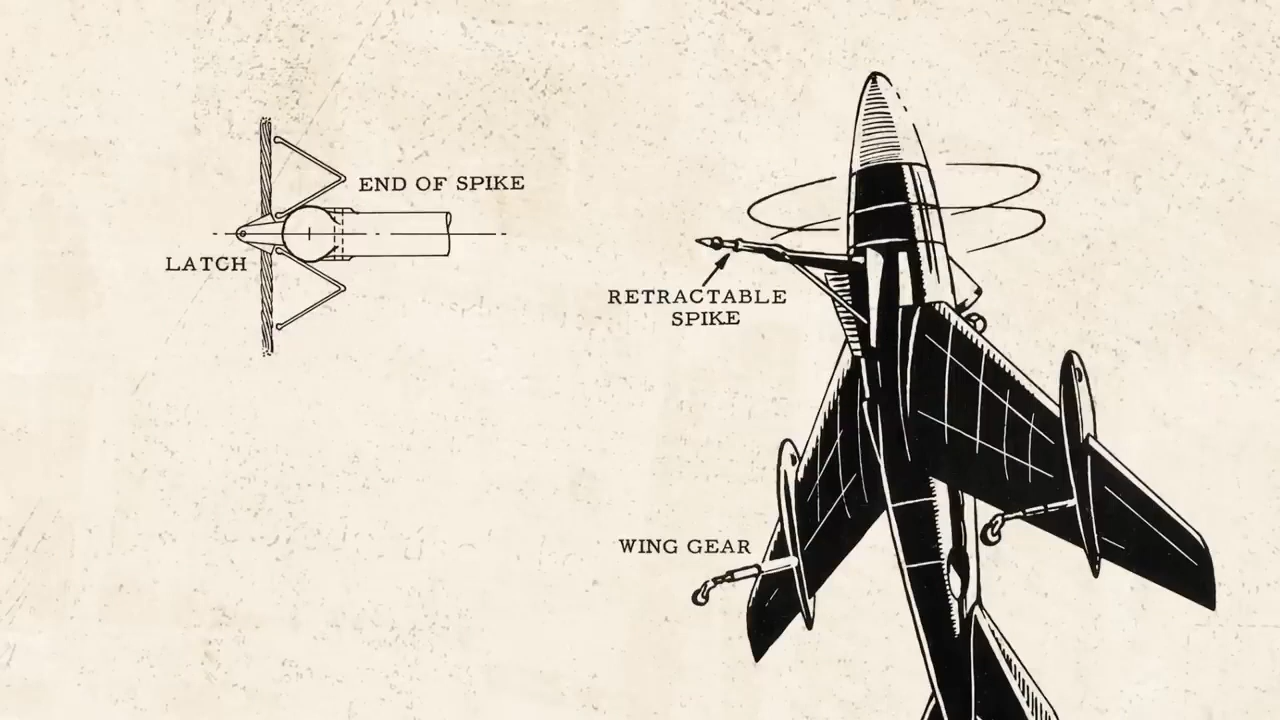 END OF SPIKE
LATCH
RETRACTABLE
SPIKE
WING GEAR